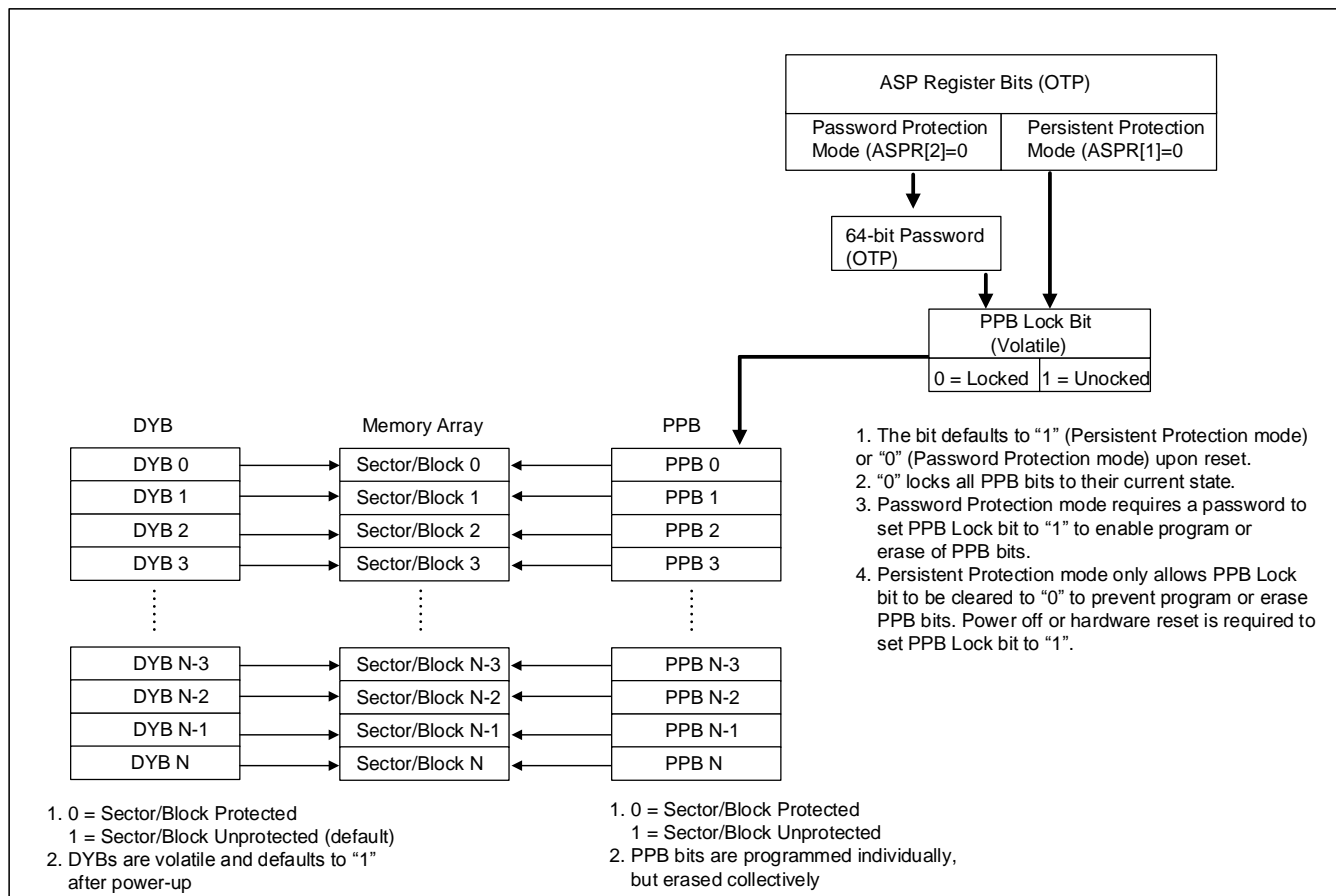 ASP Register Bits (OTP)
Password Protection
Mode (ASPR[2]=0
Persistent Protection
Mode (ASPR[1]=0
64-bit Password
(OTP)
PPB Lock Bit
(Volatile)
0 = Locked
1 = Unocked
1. The bit defaults to “1” (Persistent Protection mode)
or “0” (Password Protection mode) upon reset.
2. “0” locks all PPB bits to their current state.
3. Password Protection mode requires a password to
set PPB Lock bit to “1” to enable program or
erase of PPB bits.
4. Persistent Protection mode only allows PPB Lock
bit to be cleared to “0” to prevent program or erase
PPB bits. Power off or hardware reset is required to
set PPB Lock bit to “1”.
DYB
Memory Array
PPB
DYB 0
Sector/Block 0
PPB 0
DYB 1
Sector/Block 1
PPB 1
DYB 2
Sector/Block 2
PPB 2
DYB 3
Sector/Block 3
PPB 3
DYB N-3
Sector/Block N-3
PPB N-3
DYB N-2
Sector/Block N-2
PPB N-2
DYB N-1
Sector/Block N-1
PPB N-1
DYB N
Sector/Block N
PPB N
1. 0 = Sector/Block Protected
1 = Sector/Block Unprotected (default)
2. DYBs are volatile and defaults to “1”
after power-up
1. 0 = Sector/Block Protected
1 = Sector/Block Unprotected
2. PPB bits are programmed individually,
but erased collectively